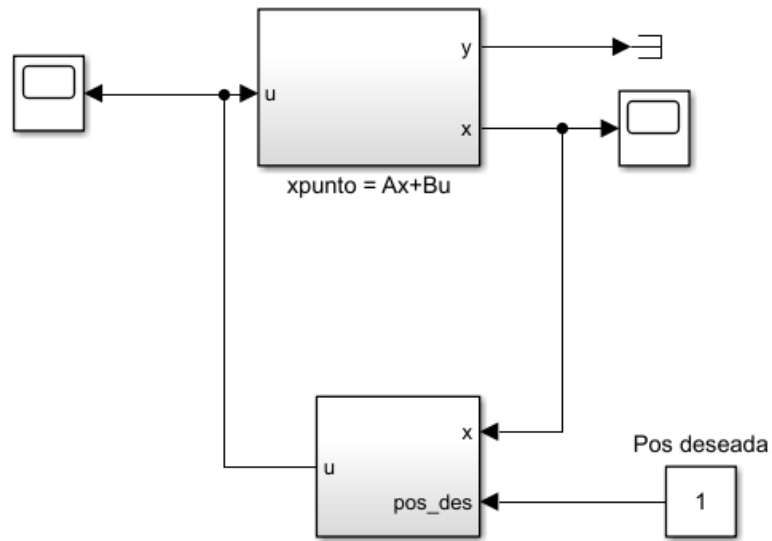 y
u
x
xpunto = Ax+Bu
x
Pos deseada
u
1
pos_des